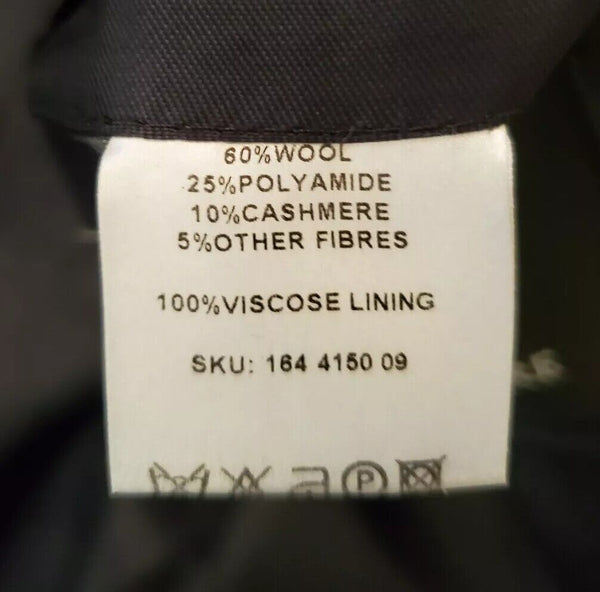 60%WOOL
25%POLYAMIDE
10%CASHMERE
5%OTHER FIBRES
100%VISCOSE LINING
SKU: 164 4150 09
P